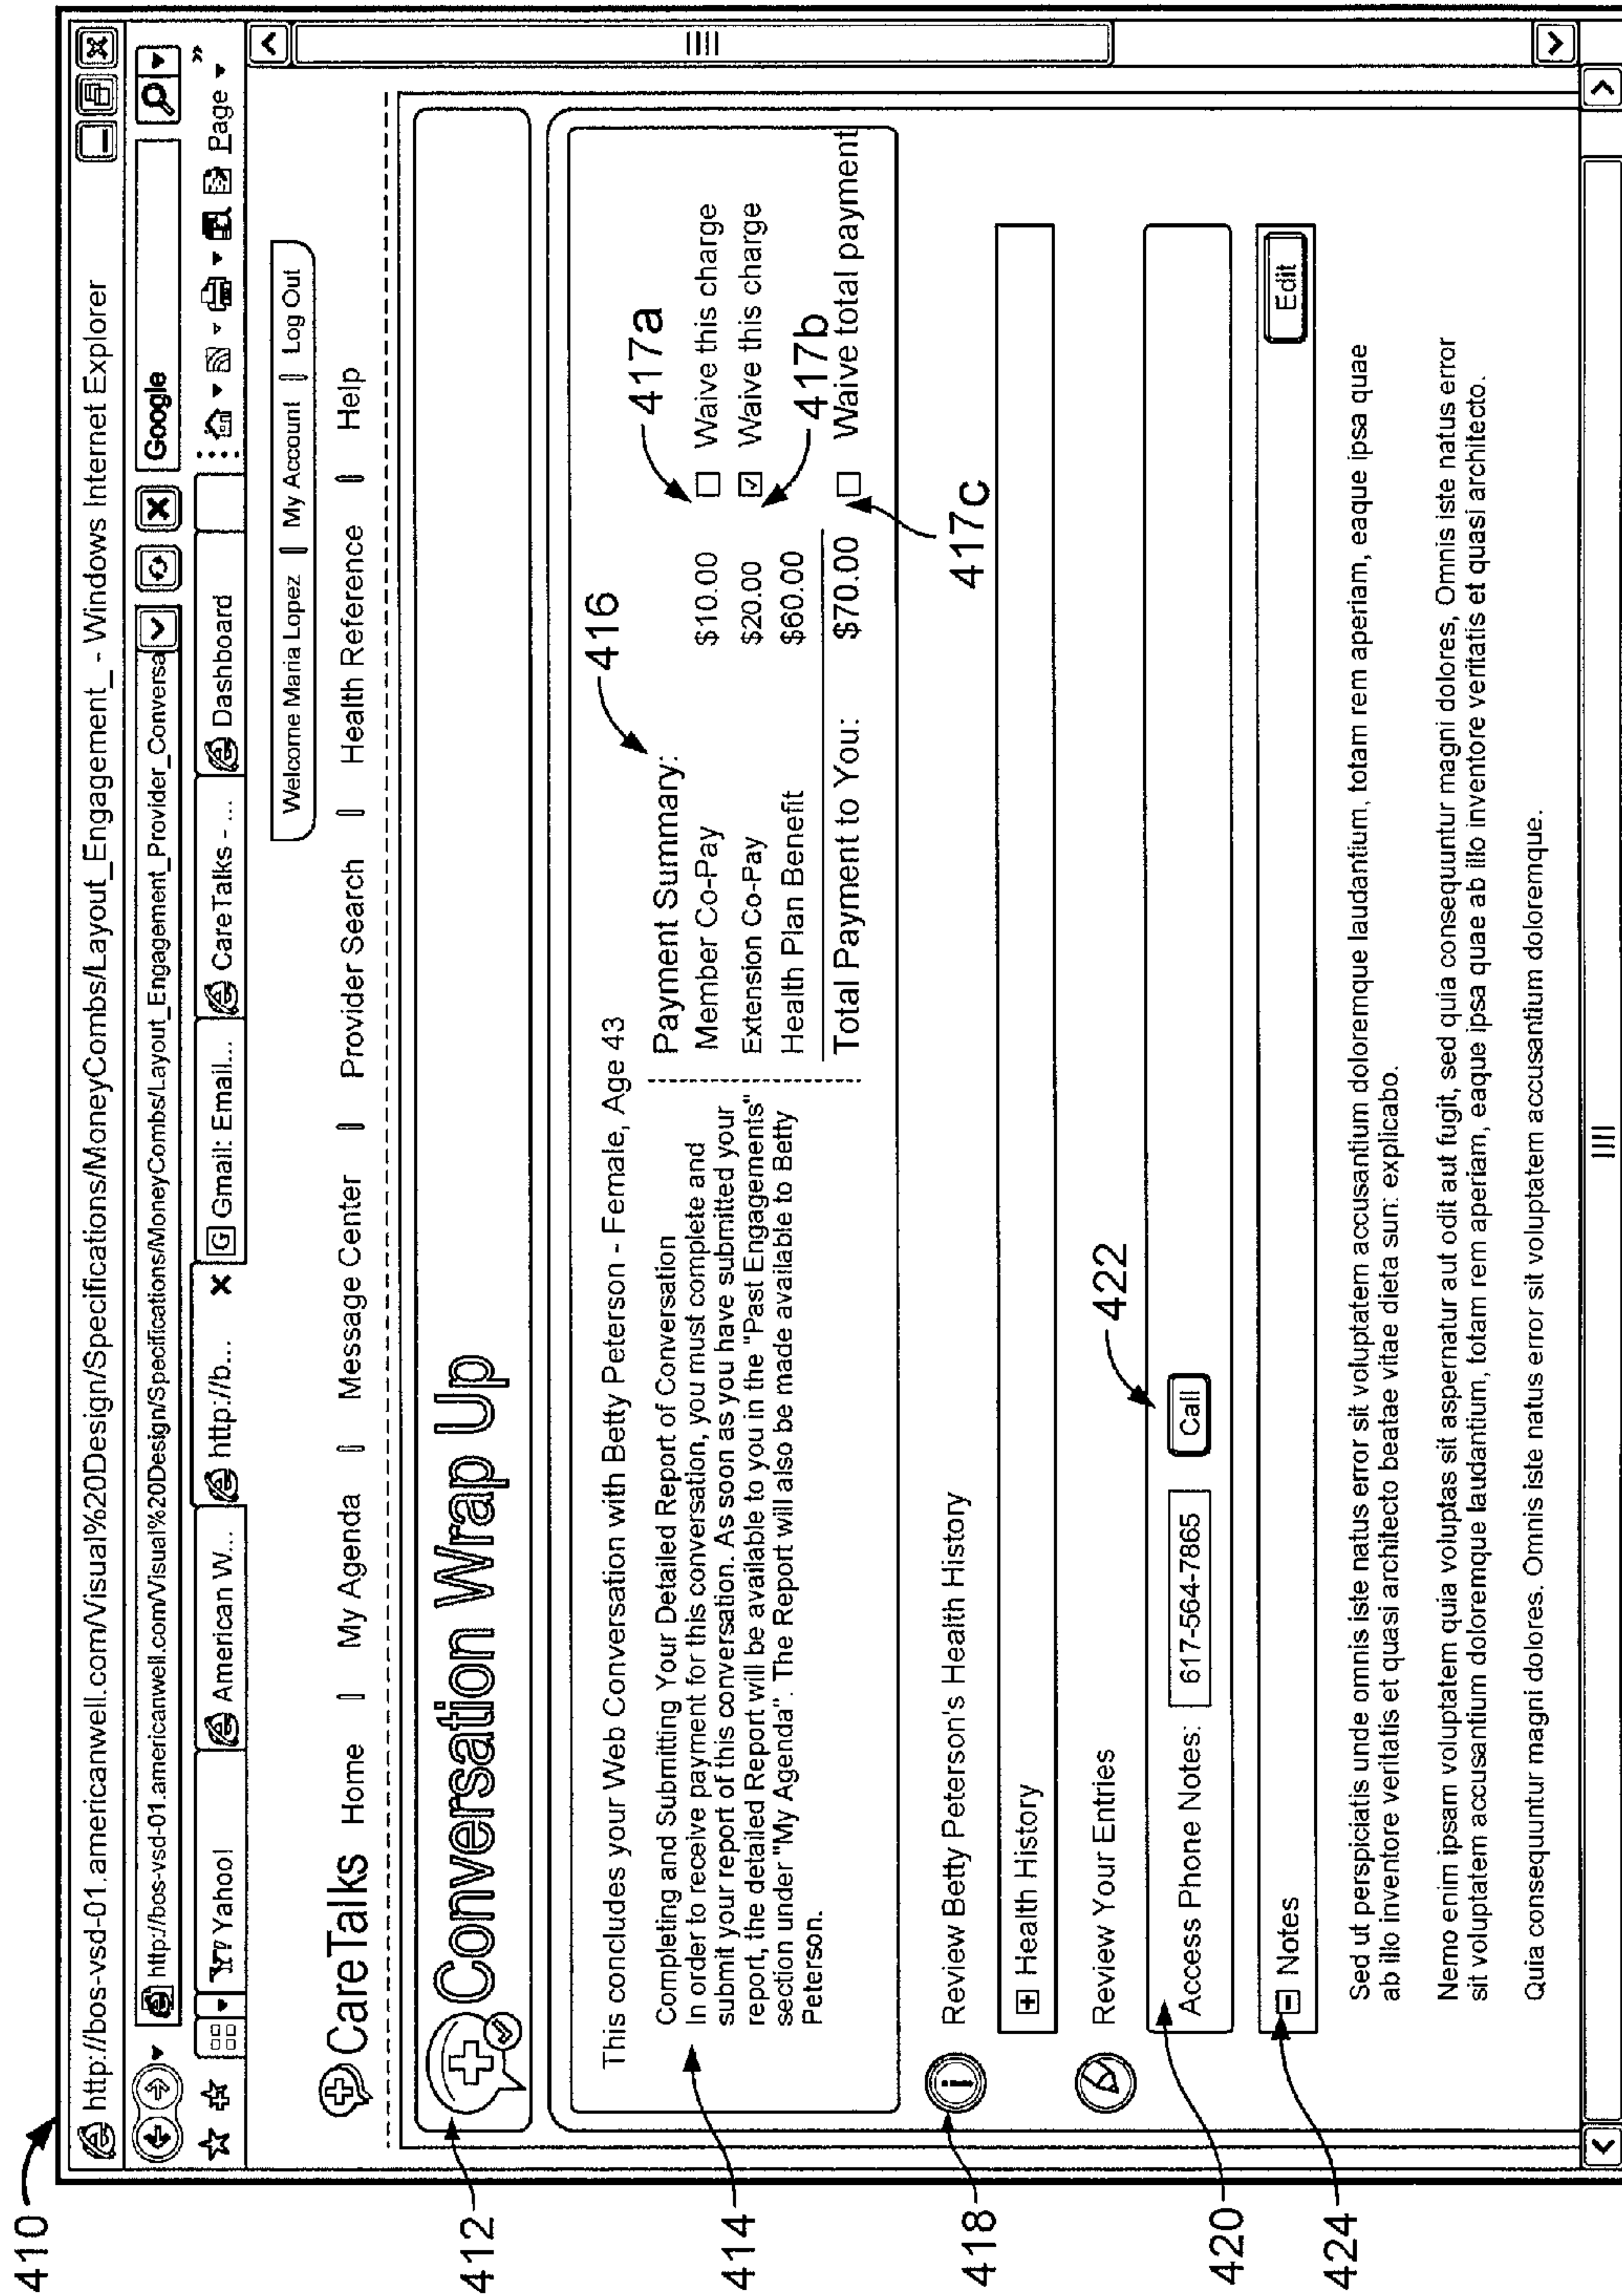 410
http://bos-vsd-01.americanwell.com/Visual%20Design/Specifications/MoneyCombs/Layout_Engagement_ - Windows Internet Explorer
http://bos-vsd-01.americanwell.com/Visual%20Design/Specifications/MoneyCombs/Layout_Engagement_Provider_Conversa
Google
Yahoo! American W... http://b... Gmail: Email... CareTalks - ... Dashboard Page
Welcome Maria Lopez | My Account | Log Out
CareTalks Home | My Agenda | Message Center | Provider Search | Health Reference | Help
412
Conversation Wrap Up
414
This concludes your Web Conversation with Betty Peterson - Female, Age 43
Completing and Submitting Your Detailed Report of Conversation
In order to receive payment for this conversation, you must complete and
submit your report of this conversation. As soon as you have submitted your
report, the detailed Report will be available to you in the "Past Engagements"
section under "My Agenda". The Report will also be made available to Betty
Peterson.
416
Payment Summary:
417a
Member Co-Pay $10.00 Waive this charge
Extension Co-Pay $20.00 Waive this charge
417b
Health Plan Benefit $60.00
Total Payment to You: $70.00 Waive total payment
417c
418
Review Betty Peterson's Health History
Health History
Review Your Entries
422
420
Access Phone Notes: 617-564-7865 Call
424
Notes Edit
Sed ut perspiciatis unde omnis iste natus error sit voluptatem accusantium doloremque laudantium, totam rem aperiam, eaque ipsa quae
ab illo inventore veritatis et quasi architecto beatae vitae dieta sun: explicabo.
Nemo enim ipsam voluptatem quia voluptas sit aspernatur aut odit aut fugit, sed quia consequuntur magni dolores, Omnis iste natus error
sit voluptatem accusantium doloremque laudantium, totam rem aperiam, eaque ipsa quae ab illo inventore veritatis et quasi architecto.
Quia consequuntur magni dolores. Omnis iste natus error sit voluptatem accusantium doloremque.